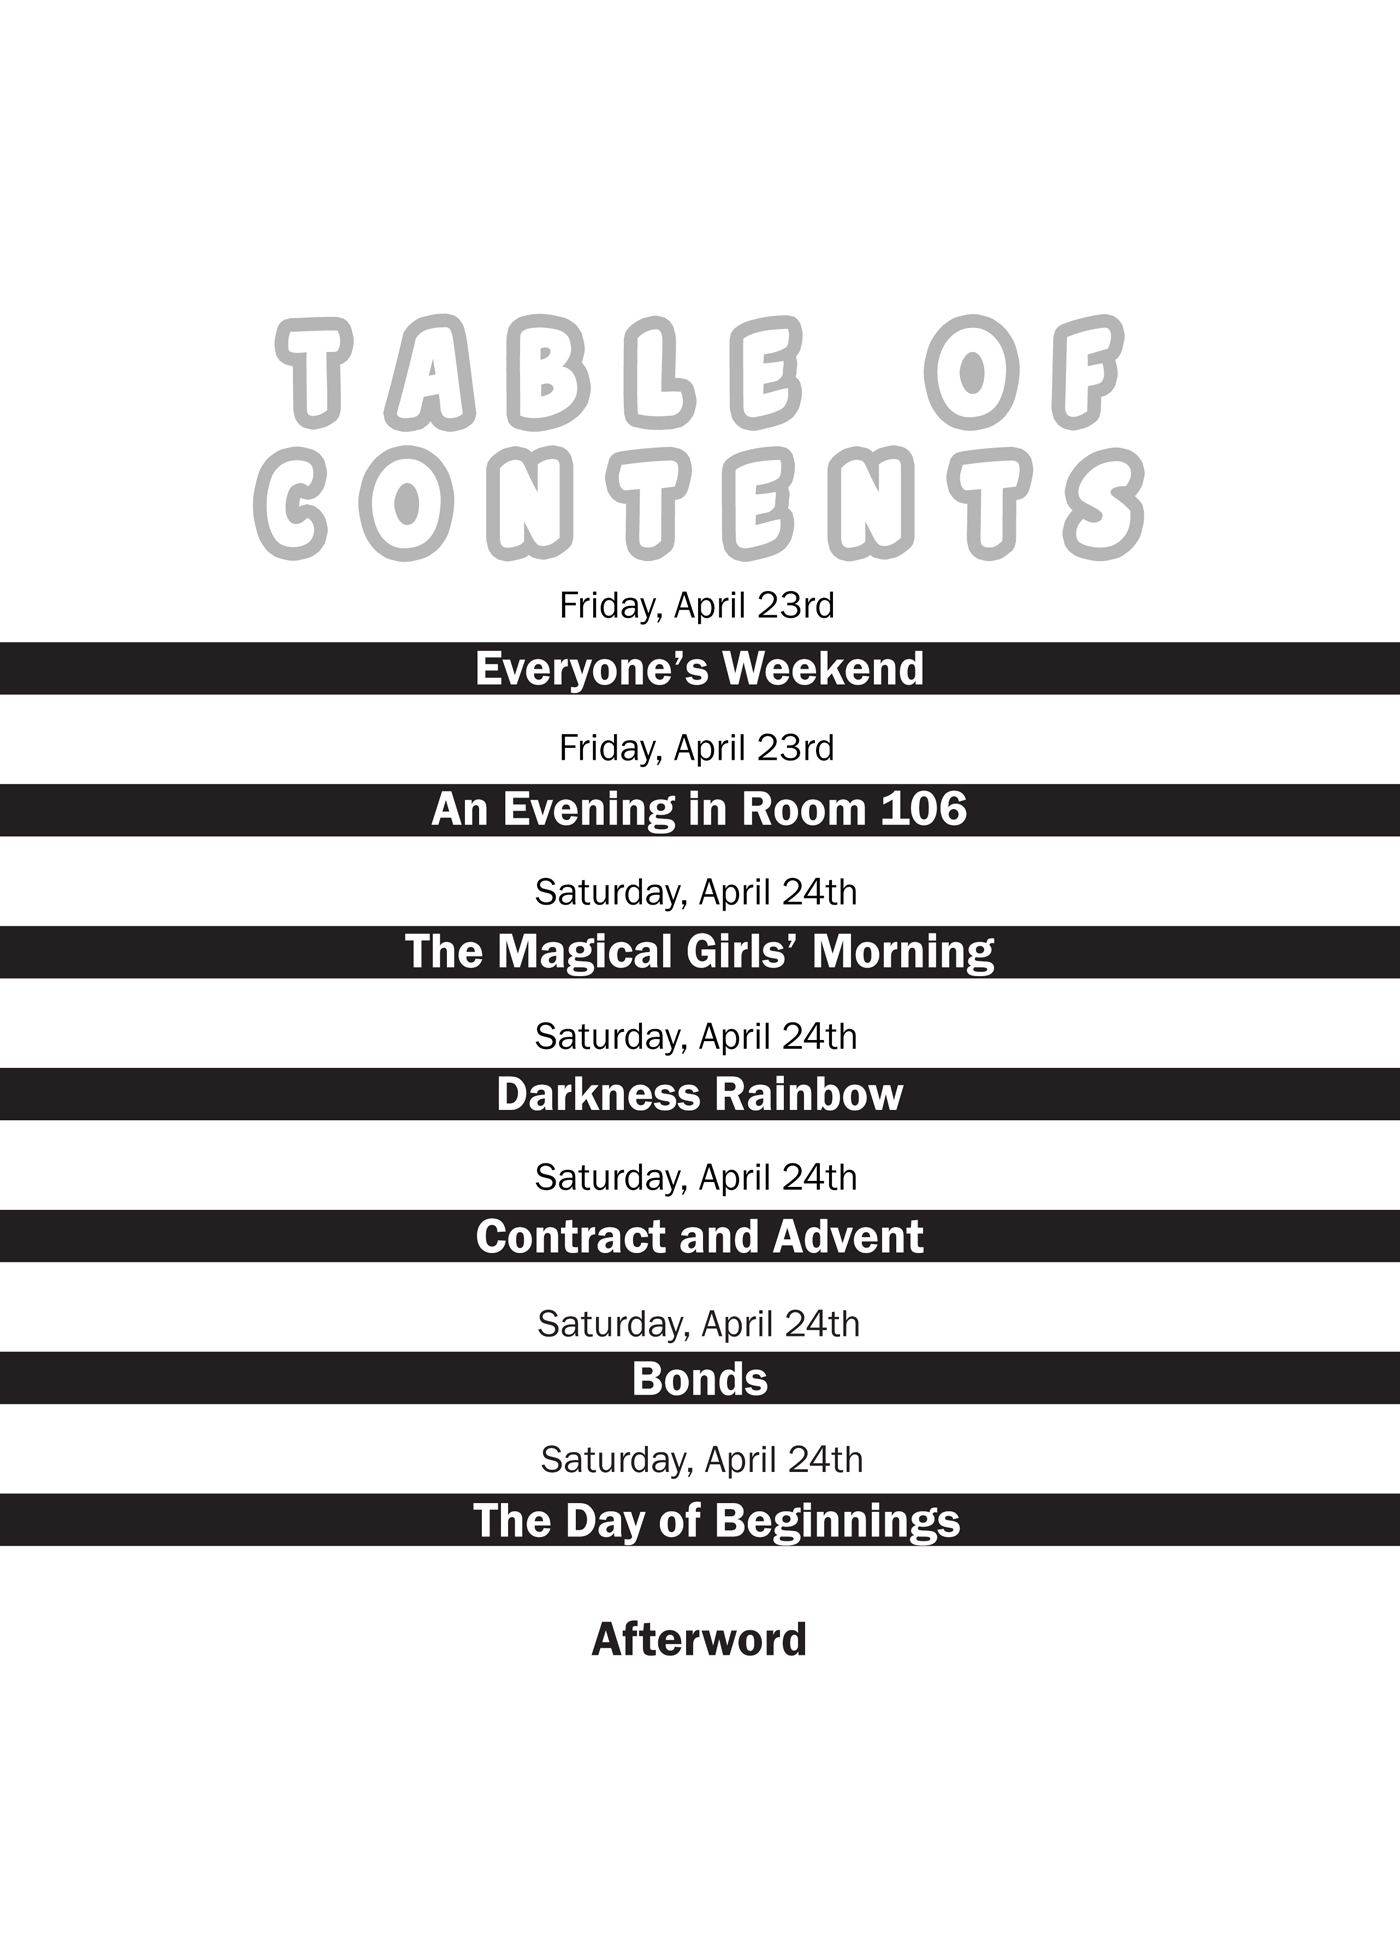 TABLE OF
CONTENTS
Friday, April 23rd
Everyone’s Weekend
Friday, April 23rd
An Evening in Room 106
Saturday, April 24th
The Magical Girls’ Morning
Saturday, April 24th
Darkness Rainbow
Saturday, April 24th
Contract and Advent
Saturday, April 24th
Bonds
Saturday, April 24th
The Day of Beginnings
Afterword